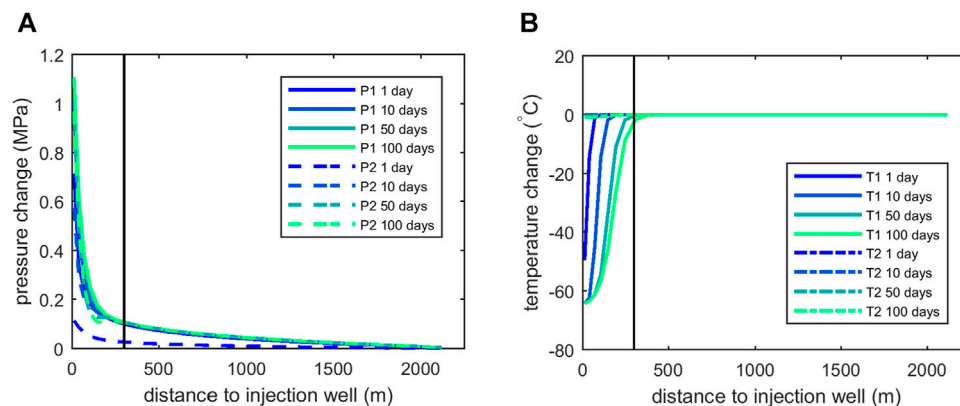 A
pressure change (MPa)
1.2
1
0.8
0.6
0.4
0.2
0
0 500 1000 1500 2000
distance to injection well (m)
P1 1 day
P1 10 days
P1 50 days
P1 100 days
P2 1 day
P2 10 days
P2 50 days
P2 100 days
B
temperature change (°C)
20
0
-20
-40
-60
-80
0 500 1000 1500 2000
distance to injection well (m)
T1 1 day
T1 10 days
T1 50 days
T1 100 days
T2 1 day
T2 10 days
T2 50 days
T2 100 days